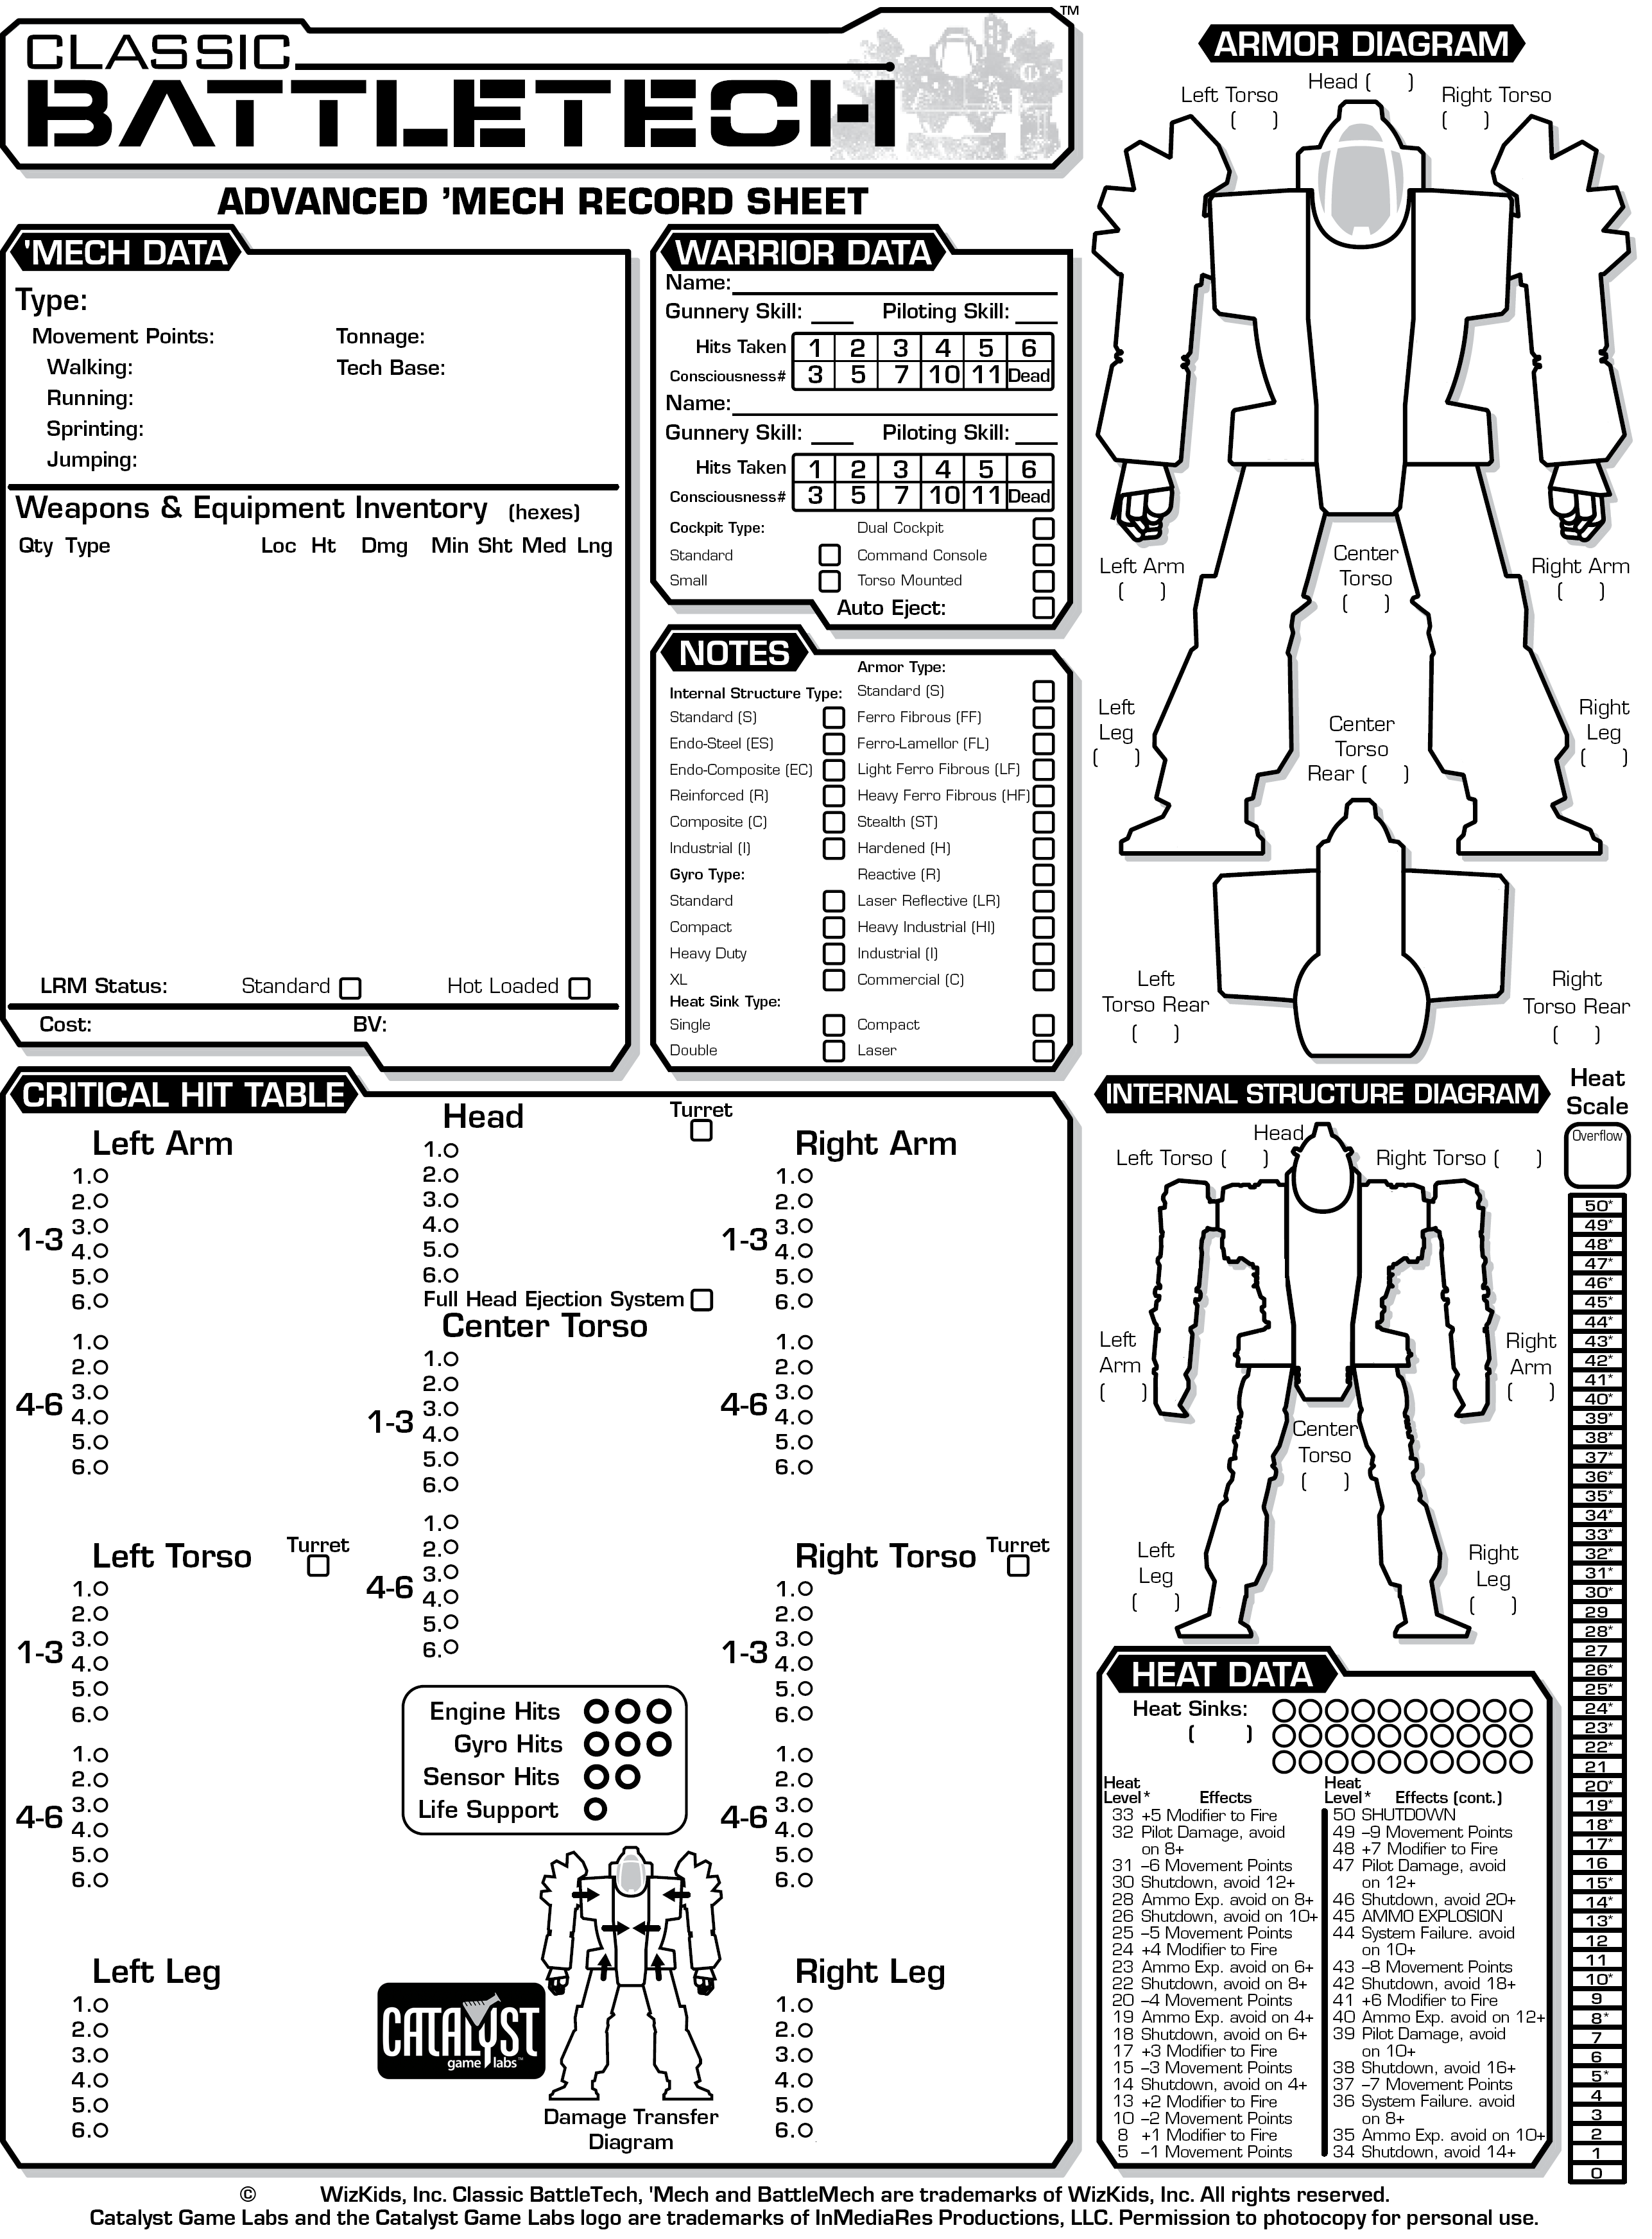 CLASSIC
BATTLETECH
TM
ADVANCED 'MECH RECORD SHEET
'MECH DATA
Type:
Movement Points:
Tonnage:
Walking:
Tech Base:
Running:
Sprinting:
Jumping:
Weapons & Equipment Inventory (hexes)
Qty Type Loc Ht Dmg Min Sht Med Lng
LRM Status: Standard Hot Loaded
Cost: BV:
WARRIOR DATA
Name:
Gunnery Skill: Piloting Skill:
Hits Taken 1 2 3 4 5 6
Consciousness# 3 5 7 10 11 Dead
Name:
Gunnery Skill: Piloting Skill:
Hits Taken 1 2 3 4 5 6
Consciousness# 3 5 7 10 11 Dead
Cockpit Type: Dual Cockpit
Standard Command Console
Small Torso Mounted
Auto Eject:
NOTES
Armor Type:
Internal Structure Type: Standard (S)
Standard (S) Ferro Fibrous (FF)
Endo-Steel (ES) Ferro-Lamellor (FL)
Endo-Composite (EC) Light Ferro Fibrous (LF)
Reinforced (R) Heavy Ferro Fibrous (HF)
Composite (C) Stealth (ST)
Industrial (I) Hardened (H)
Gyro Type: Reactive (R)
Standard Laser Reflective (LR)
Compact Heavy Industrial (HI)
Heavy Duty Industrial (I)
XL Commercial (C)
Heat Sink Type:
Single Compact
Double Laser
ARMOR DIAGRAM
Head ( )
Left Torso
( )
Right Torso
( )
Left Arm
( )
Center
Torso
( )
Right Arm
( )
Left
Leg
( )
Center
Torso
Rear ( )
Right
Leg
( )
Left
Torso Rear
( )
Right
Torso Rear
( )
CRITICAL HIT TABLE
Left Arm
1-3
1.
2.
3.
4.
5.
6.
4-6
1.
2.
3.
4.
5.
6.
Left Torso
Turret
1-3
1.
2.
3.
4.
5.
6.
4-6
1.
2.
3.
4.
5.
6.
Left Leg
1.
2.
3.
4.
5.
6.
Head
Turret
1.
2.
3.
4.
5.
6.
Full Head Ejection System
Center Torso
1-3
1.
2.
3.
4.
5.
6.
4-6
1.
2.
3.
4.
5.
6.
Engine Hits
Gyro Hits
Sensor Hits
Life Support
CATALYST
game labs™
Damage Transfer
Diagram
Right Arm
1-3
1.
2.
3.
4.
5.
6.
4-6
1.
2.
3.
4.
5.
6.
Right Torso
Turret
1-3
1.
2.
3.
4.
5.
6.
4-6
1.
2.
3.
4.
5.
6.
Right Leg
1.
2.
3.
4.
5.
6.
INTERNAL STRUCTURE DIAGRAM
Head
Left Torso ( )
Right Torso ( )
Left
Arm
( )
Right
Arm
( )
Center
Torso
( )
Left
Leg
( )
Right
Leg
( )
HEAT DATA
Heat Sinks:
( )
Heat
Level* Effects
33 +5 Modifier to Fire
32 Pilot Damage, avoid
on 8+
31 –6 Movement Points
30 Shutdown, avoid 12+
28 Ammo Exp. avoid on 8+
26 Shutdown, avoid on 10+
25 –5 Movement Points
24 +4 Modifier to Fire
23 Ammo Exp. avoid on 6+
22 Shutdown, avoid on 8+
20 –4 Movement Points
19 Ammo Exp. avoid on 4+
18 Shutdown, avoid on 6+
17 +3 Modifier to Fire
15 –3 Movement Points
14 Shutdown, avoid on 4+
13 +2 Modifier to Fire
10 –2 Movement Points
8 +1 Modifier to Fire
5 –1 Movement Points
Heat
Level* Effects (cont.)
50 SHUTDOWN
49 –9 Movement Points
48 +7 Modifier to Fire
47 Pilot Damage, avoid
on 12+
46 Shutdown, avoid 20+
45 AMMO EXPLOSION
44 System Failure. avoid
on 10+
43 –8 Movement Points
42 Shutdown, avoid 18+
41 +6 Modifier to Fire
40 Ammo Exp. avoid on 12+
39 Pilot Damage, avoid
on 10+
38 Shutdown, avoid 16+
37 –7 Movement Points
36 System Failure. avoid
on 8+
35 Ammo Exp. avoid on 10+
34 Shutdown, avoid 14+
Heat
Scale
Overflow
50*
49*
48*
47*
46*
45*
44*
43*
42*
41*
40*
39*
38*
37*
36*
35*
34*
33*
32*
31*
30*
29
28*
27
26*
25*
24*
23*
22*
21
20*
19*
18*
17*
16
15*
14*
13*
12
11
10*
9
8*
7
6
5*
4
3
2
1
0
© WizKids, Inc. Classic BattleTech, 'Mech and BattleMech are trademarks of WizKids, Inc. All rights reserved.
Catalyst Game Labs and the Catalyst Game Labs logo are trademarks of InMediaRes Productions, LLC. Permission to photocopy for personal use.